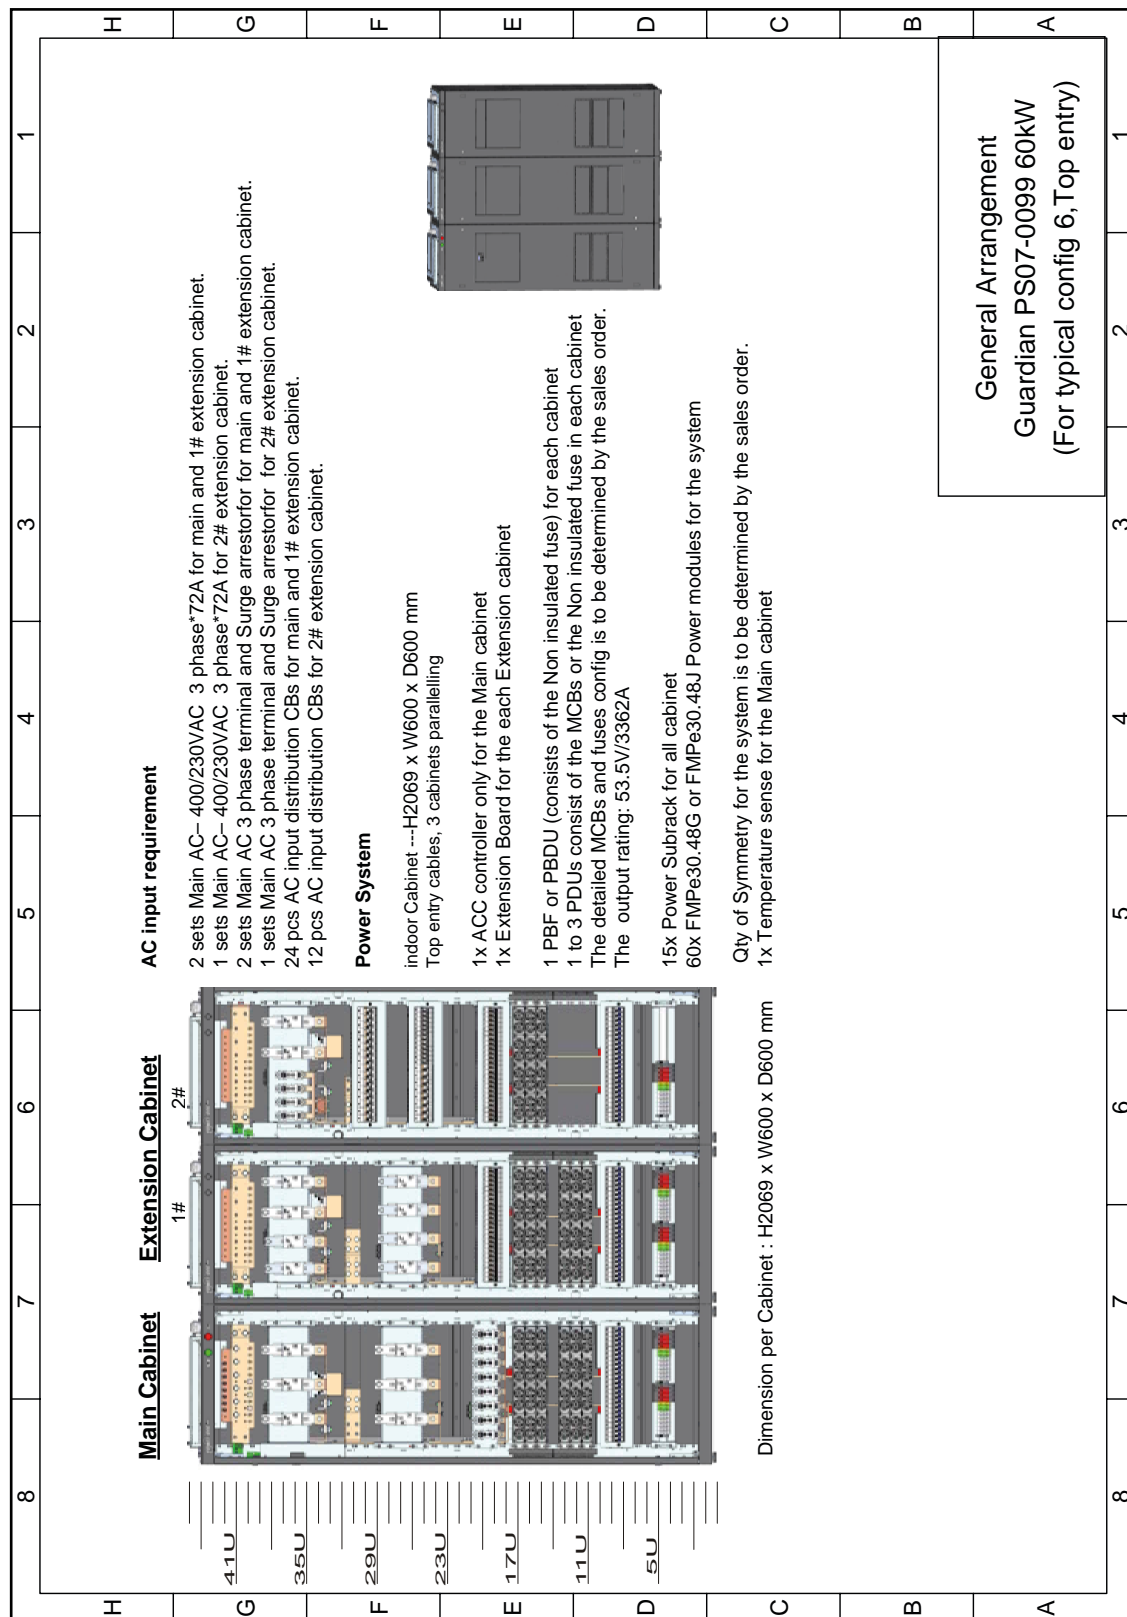 8 7 6 5 4 3 2 1
H
G
F
E
D
C
B
A
AC input requirement
2 sets Main AC– 400/230VAC 3 phase*72A for main and 1# extension cabinet.
1 sets Main AC– 400/230VAC 3 phase*72A for 2# extension cabinet.
2 sets Main AC 3 phase terminal and Surge arrestorfor for main and 1# extension cabinet.
1 sets Main AC 3 phase terminal and Surge arrestorfor for 2# extension cabinet.
24 pcs AC input distribution CBs for main and 1# extension cabinet.
12 pcs AC input distribution CBs for 2# extension cabinet.
Power System
indoor Cabinet ---H2069 x W600 x D600 mm
Top entry cables, 3 cabinets parallelling
1x ACC controller only for the Main cabinet
1x Extension Board for the each Extension cabinet
1 PBF or PBDU (consists of the Non insulated fuse) for each cabinet
1 to 3 PDUs consist of the MCBs or the Non insulated fuse in each cabinet
The detailed MCBs and fuses config is to be determined by the sales order.
The output rating: 53.5V/3362A
15x Power Subrack for all cabinet
60x FMPe30.48G or FMPe30.48J Power modules for the system
Qty of Symmetry for the system is to be determined by the sales order.
1x Temperature sense for the Main cabinet
Main Cabinet
Extension Cabinet
1#
2#
41U
35U
29U
23U
17U
11U
5U
Dimension per Cabinet : H2069 x W600 x D600 mm
General Arrangement
Guardian PS07-0099 60kW
(For typical config 6,Top entry)
H
G
F
E
D
C
B
A
8 7 6 5 4 3 2 1